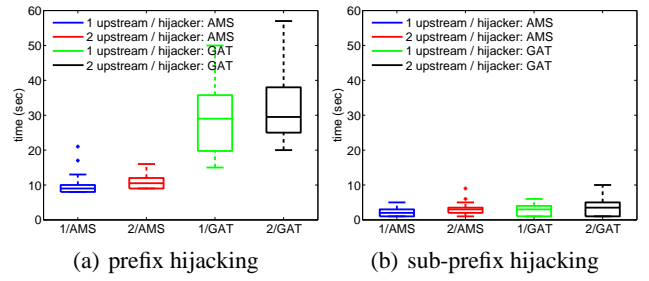 60
50
40
30
20
10
0
time (sec)
1 upstream / hijacker: AMS
2 upstream / hijacker: AMS
1 upstream / hijacker: GAT
2 upstream / hijacker: GAT
1/AMS 2/AMS 1/GAT 2/GAT
(a) prefix hijacking
60
50
40
30
20
10
0
time (sec)
1 upstream / hijacker: AMS
2 upstream / hijacker: AMS
1 upstream / hijacker: GAT
2 upstream / hijacker: GAT
1/AMS 2/AMS 1/GAT 2/GAT
(b) sub-prefix hijacking